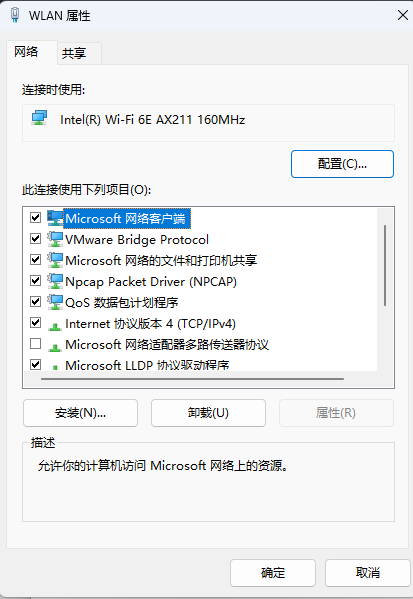 WLAN 属性
网络
共享
连接时使用:
Intel(R) Wi-Fi 6E AX211 160MHz
配置(C)...
此连接使用下列项目(O):
Microsoft 网络客户端
VMware Bridge Protocol
Microsoft 网络的文件和打印机共享
Npcap Packet Driver (NPCAP)
QoS 数据包计划程序
Internet 协议版本 4 (TCP/IPv4)
Microsoft 网络适配器多路传送器协议
Microsoft LLDP 协议驱动程序
安装(N)...
卸载(U)
属性(R)
描述
允许你的计算机访问 Microsoft 网络上的资源。
确定
取消